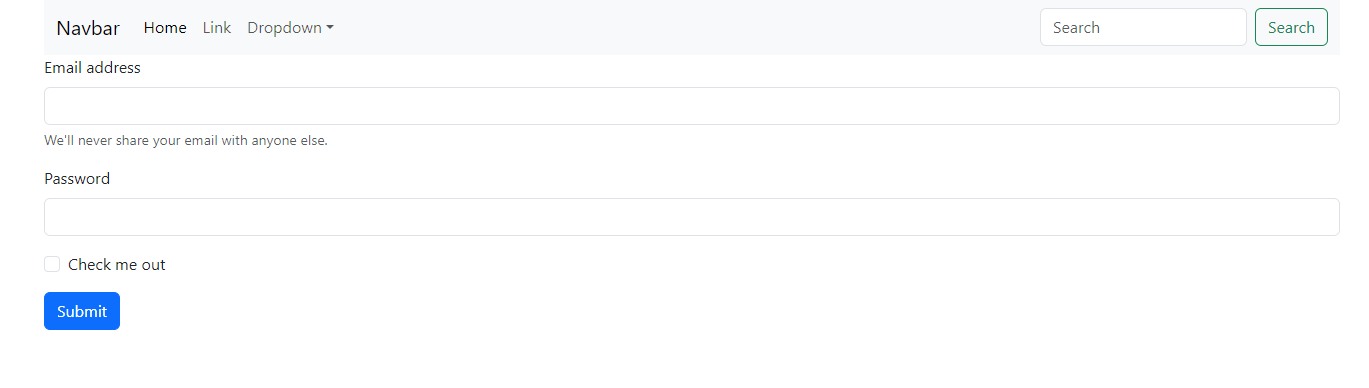 Navbar Home Link Dropdown Search Search
Email address
We'll never share your email with anyone else.
Password
Check me out
Submit